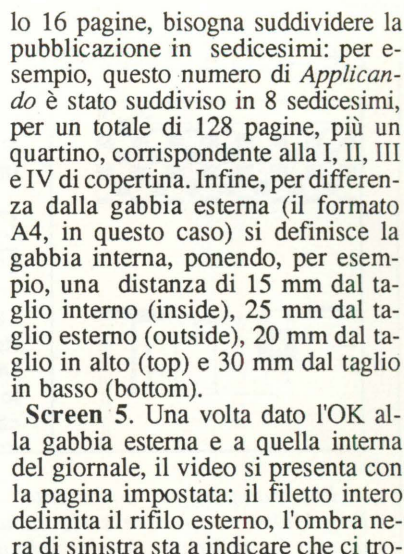 lo 16 pagine, bisogna suddividere la
pubblicazione in sedicesimi: per e-
sempio, questo numero di Applican-
do è stato suddiviso in 8 sedicesimi,
per un totale di 128 pagine, più un
quartino, corrispondente alla I, II, III
e IV di copertina. Infine, per differen-
za dalla gabbia esterna (il formato
A4, in questo caso) si definisce la
gabbia interna, ponendo, per esem-
pio, una distanza di 15 mm dal ta-
glio interno (inside), 25 mm dal ta-
glio esterno (outside), 20 mm dal ta-
glio in alto (top) e 30 mm dal taglio
in basso (bottom).
Screen 5. Una volta dato l'OK al-
la gabbia esterna e a quella interna
del giornale, il video si presenta con
la pagina impostata: il filetto intero
delimita il rifilo esterno, l'ombra ne-
ra di sinistra sta a indicare che ci tro-